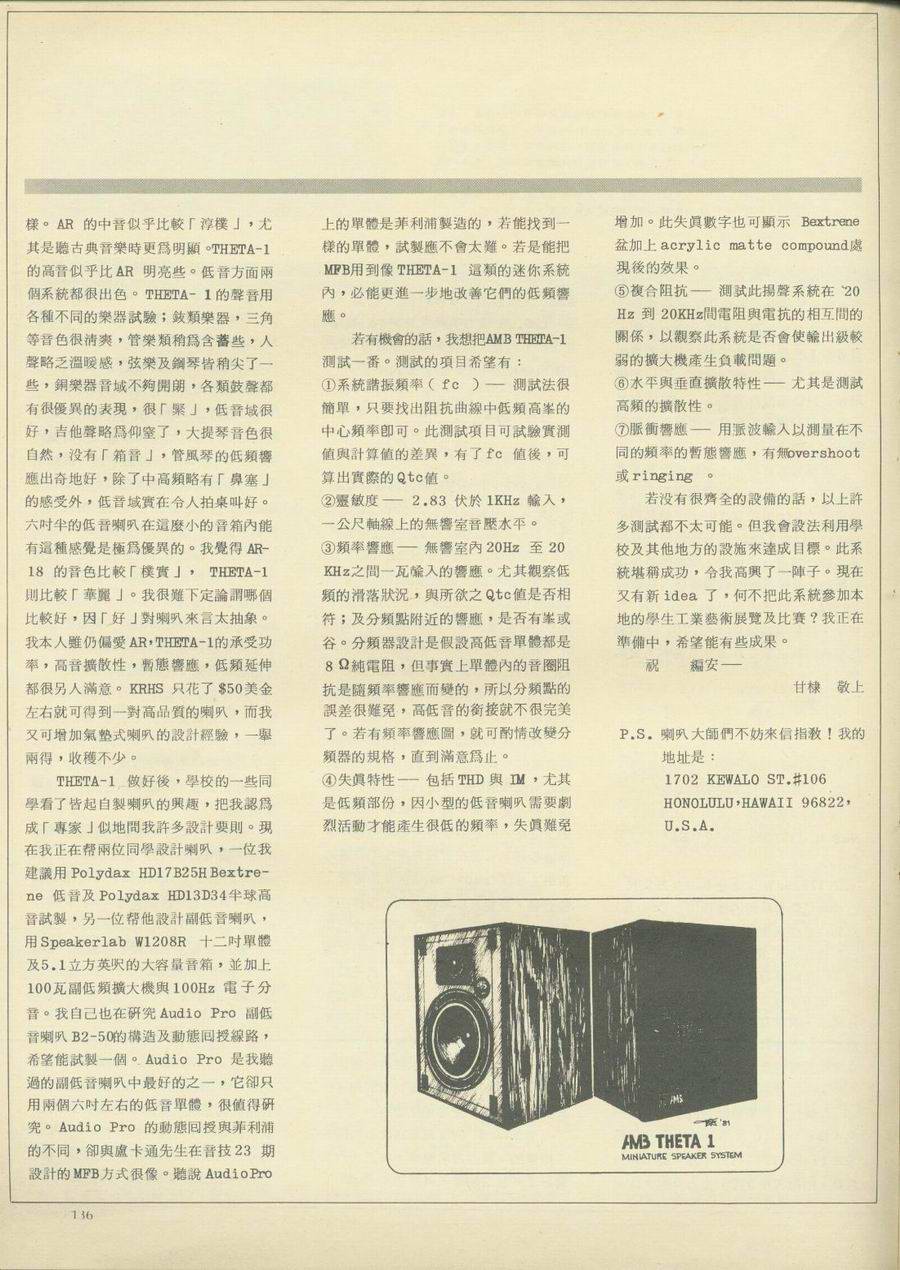 樣。 AR 的中音似乎比較「淳樸」，尤
其是聽古典音樂時更爲明顯。THETA-1
的高音似乎比AR 明亮些。低音方面兩
個系統都很出色。 THETA- 1的聲音用
各種不同的樂器試驗；鈸類樂器，三角
等音色很淸爽，管樂類稍爲含蓄些，人
聲略乏溫暖感，弦樂及鋼琴皆稍尖了一
些，銅樂器音域不夠開朗，各類鼓聲都
有很優異的表現，很「緊」，低音域很
好，吉他聲略爲仰窒了，大提琴音色很
自然，沒有「箱音」，管風琴的低頻響
應出奇地好，除了中高頻略有「鼻塞」
的感受外，低音域實在令人拍桌叫好。
六吋半的低音喇叭在這麼小的音箱內能
有這種感覺是極爲優異的。我覺得 AR-
18 的音色比較「樸實」， THETA-1
則比較「華麗」。我很難下定論謂哪個
比較好，因「好」對喇叭來言太抽象。
我本人雖仍偏愛 AR，THETA-1的承受功
率，高音擴散性，暫態響應，低頻延伸
都很另人滿意。 KRHS 只花了 $50美金
左右就可得到一對高品質的喇叭，而我
又可增加氣墊式喇叭的設計經驗，一舉
兩得，收穫不少。
THETA-1 做好後，學校的一些同
學看了皆起自製喇叭的興趣，把我認爲
成「專家」似地問我許多設計要則。現
在我正在幫兩位同學設計喇叭，一位我
建議用 Polydax HD17B25H Bextre-
ne 低音及 Polydax HD13D34半球高
音試製，另一位幇他設計副低音喇叭，
用Speakerlab W1208R 十二吋單體
及5.1立方英呎的大容量音箱，並加上
100瓦副低頻擴大機與100Hz 電子分
音。我自己也在硏究 Audio Pro 副低
音喇叭 B2-50的構造及動態囘授線路，
希望能試製一個。 Audio Pro 是我聽
過的副低音喇叭中最好的之一，它卻只
用兩個六吋左右的低音單體，很値得硏
究。 Audio Pro 的動態囘授與菲利浦
的不同，卻與盧卡通先生在音技23 期
設計的MFB方式很像。聽說 AudioPro
上的單體是菲利浦製造的，若能找到一
樣的單體，試製應不會太難。若是能把
MFB用到像 THETA-1 這類的迷你系統
內，必能更進一步地改善它們的低頻響
應。
若有機會的話，我想把AMB THETA-1
測試一番。測試的項目希望有：
①系統諧振頻率（ fc ）── 測試法很
簡單，只要找出阻抗曲線中低頻高峯的
中心頻率卽可。此測試項目可試驗實測
値與計算値的差異，有了fc 値後，可
算出實際的Qtc値。
②靈敏度 ── 2.83 伏於1KHz 輸入，
一公尺軸線上的無響室音壓水平。
③頻率響應── 無響室內20Hz 至 20
KHz之間一瓦輸入的響應。尤其觀察低
頻的滑落狀況，與所欲之Qtc値是否相
符；及分頻點附近的響應，是否有峯或
谷。分頻器設計是假設高低音單體都是
8 Ω純電阻，但事實上單體內的音圈阻
抗是隨頻率響應而變的，所以分頻點的
誤差很難免，高低音的銜接就不很完美
了。若有頻率響應圖，就可酌情改變分
頻器的規格，直到滿意爲止。
④失眞特性── 包括THD 與 IM ，尤其
是低頻部份，因小型的低音喇叭需要劇
烈活動才能產生很低的頻率，失眞難免
增加。此失眞數字也可顯示 Bextrene
盆加上acrylic matte compound處
現後的效果。
⑤複合阻抗── 測試此揚聲系統在 20
Hz 到 20KHz間電阻與電抗的相互間的
關係，以觀察此系統是否會使輸出級較
弱的擴大機產生負載問題。
⑥水平與垂直擴散特性── 尤其是測試
高頻的擴散性。
⑦脈衝響應── 用脈波輸入以測量在不
同的頻率的暫態響應，有無overshoot
或ringing 。
若没有很齊全的設備的話，以上許
多測試都不太可能。但我會設法利用學
校及其他地方的設施來達成目標。此系
統堪稱成功，令我高興了一陣子。現在
又有新idea 了，何不把此系統參加本
地的學生工業藝術展覽及比賽？我正在
準備中，希望能有些成果。
祝　　編安──
甘棣　敬上
P.S. 喇叭大師們不妨來信指教！我的
地址是：
1702 KEWALO ST.#106
HONOLULU，HAWAII 96822，
U.S.A.
AMB
'81
AMB THETA 1
MINIATURE SPEAKER SYSTEM
136